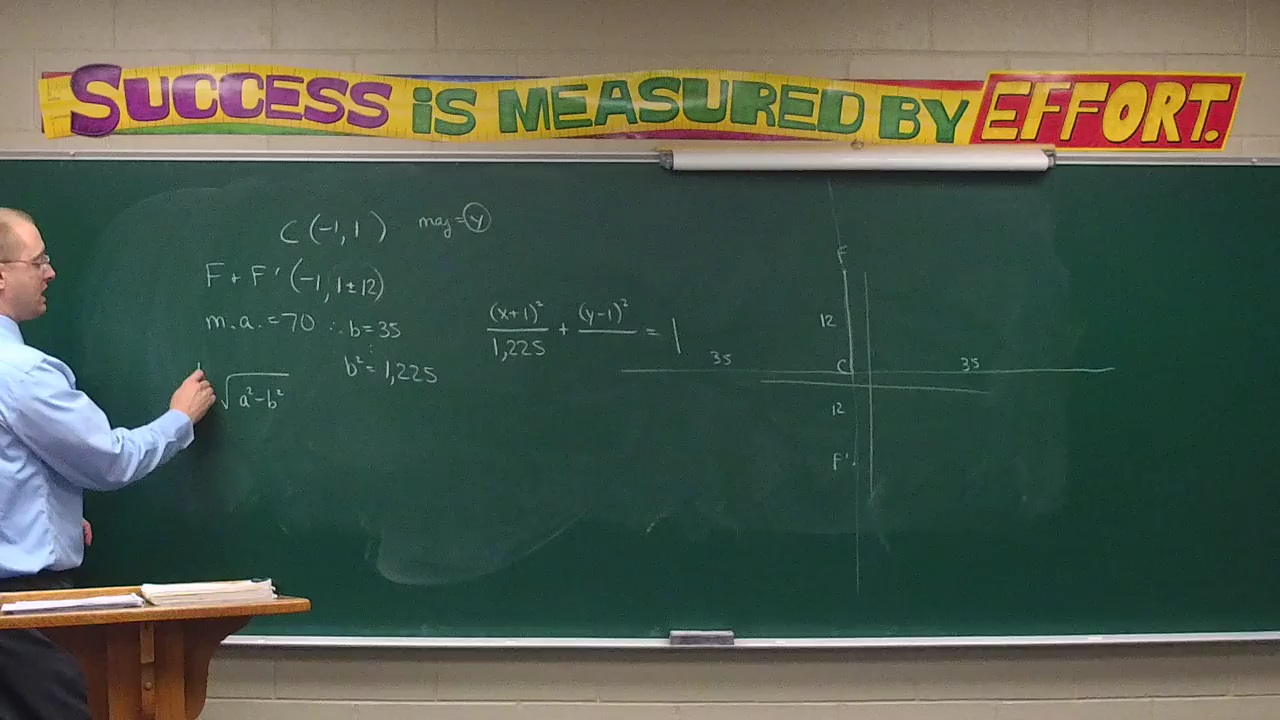 SUCCESS iS MEASURED BY EFFORT.
C (-1, 1) maj = y
F + F' (-1, 1 ± 12)
m.a. = 70 ∴ b = 35
b² = 1,225
√a²-b²
(x+1)²/1,225 + (y-1)²/ = 1
F
12
35 C 35
12
F'